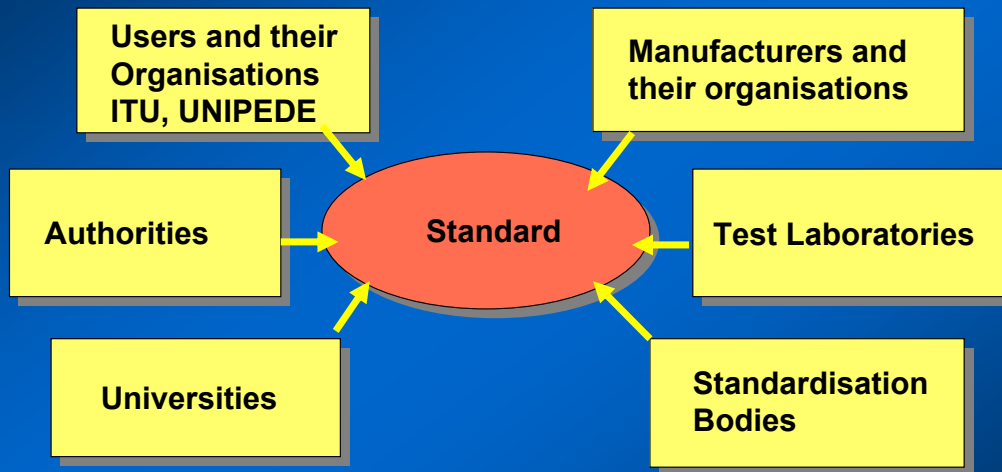 Users and their
Organisations
ITU, UNIPEDE
Manufacturers and
their organisations
Authorities
Standard
Test Laboratories
Universities
Standardisation
Bodies